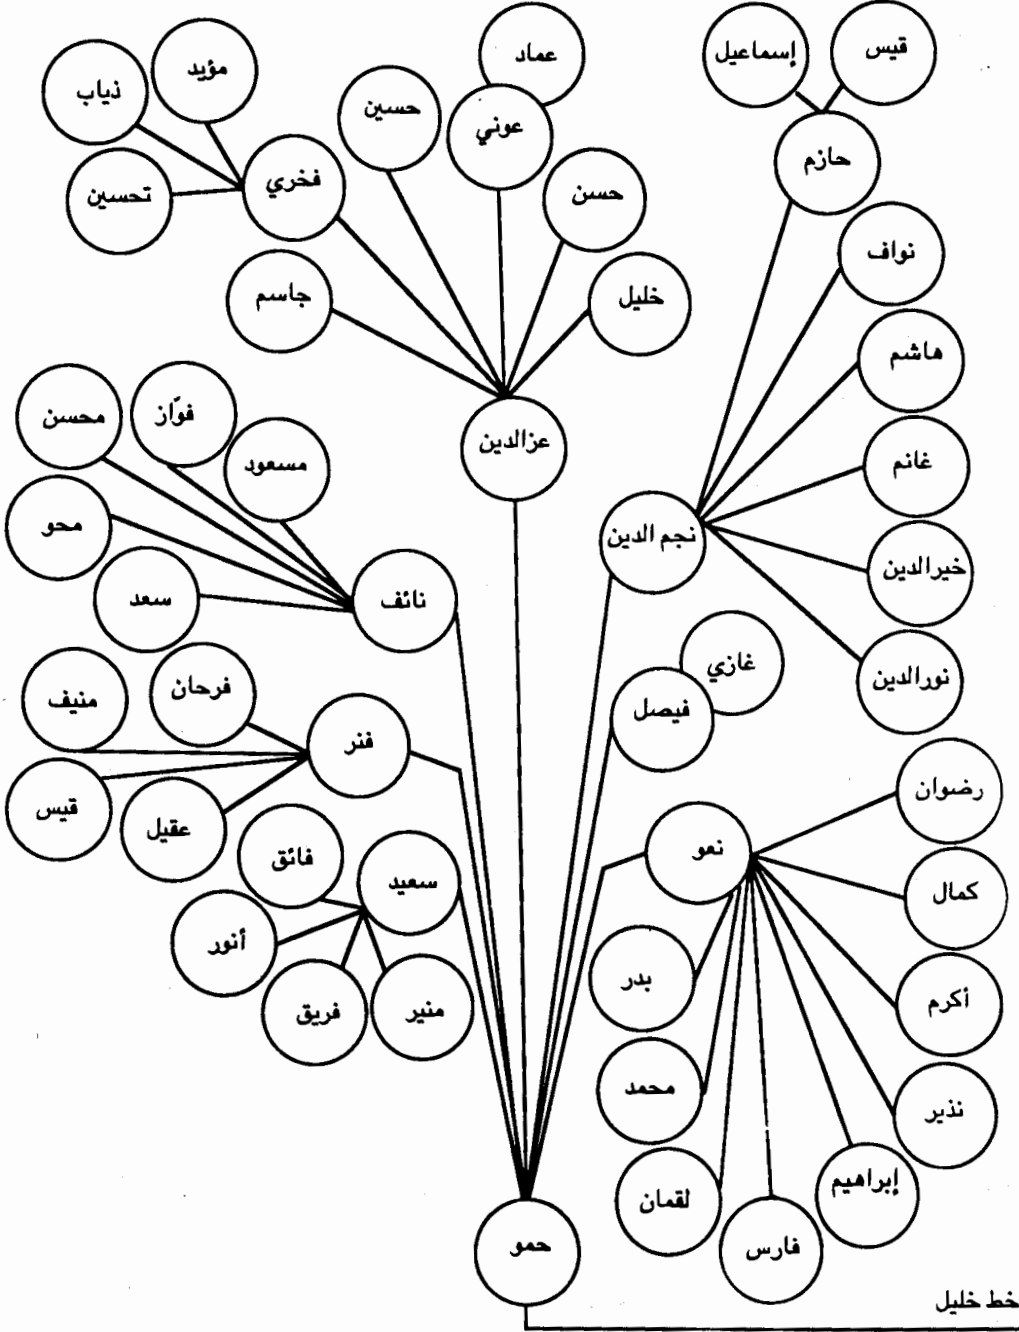 قيس
إسماعيل
عماد
مؤيد
ذياب
حسين
عوني
حازم
فخري
تحسين
حسن
نواف
جاسم
خليل
هاشم
محسن
فوّاز
مسعود
عزالدين
غانم
محو
نجم الدين
خيرالدين
سعد
نائف
غازي
نورالدين
منيف
فرحان
فيصل
فنر
قيس
عقيل
رضوان
نعو
فائق
سعيد
كمال
أنور
بدر
فريق
منير
أكرم
محمد
نذير
لقمان
إبراهيم
فارس
حمو
خط خليل